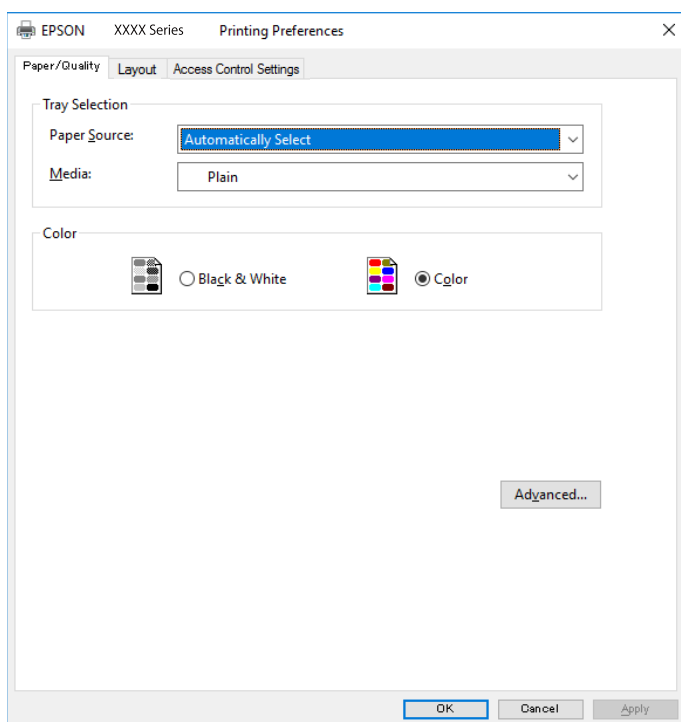 EPSON XXXX Series Printing Preferences
Paper/Quality Layout Access Control Settings
Tray Selection
Paper Source: Automatically Select
Media: Plain
Color
Black & White Color
Advanced...
OK Cancel Apply